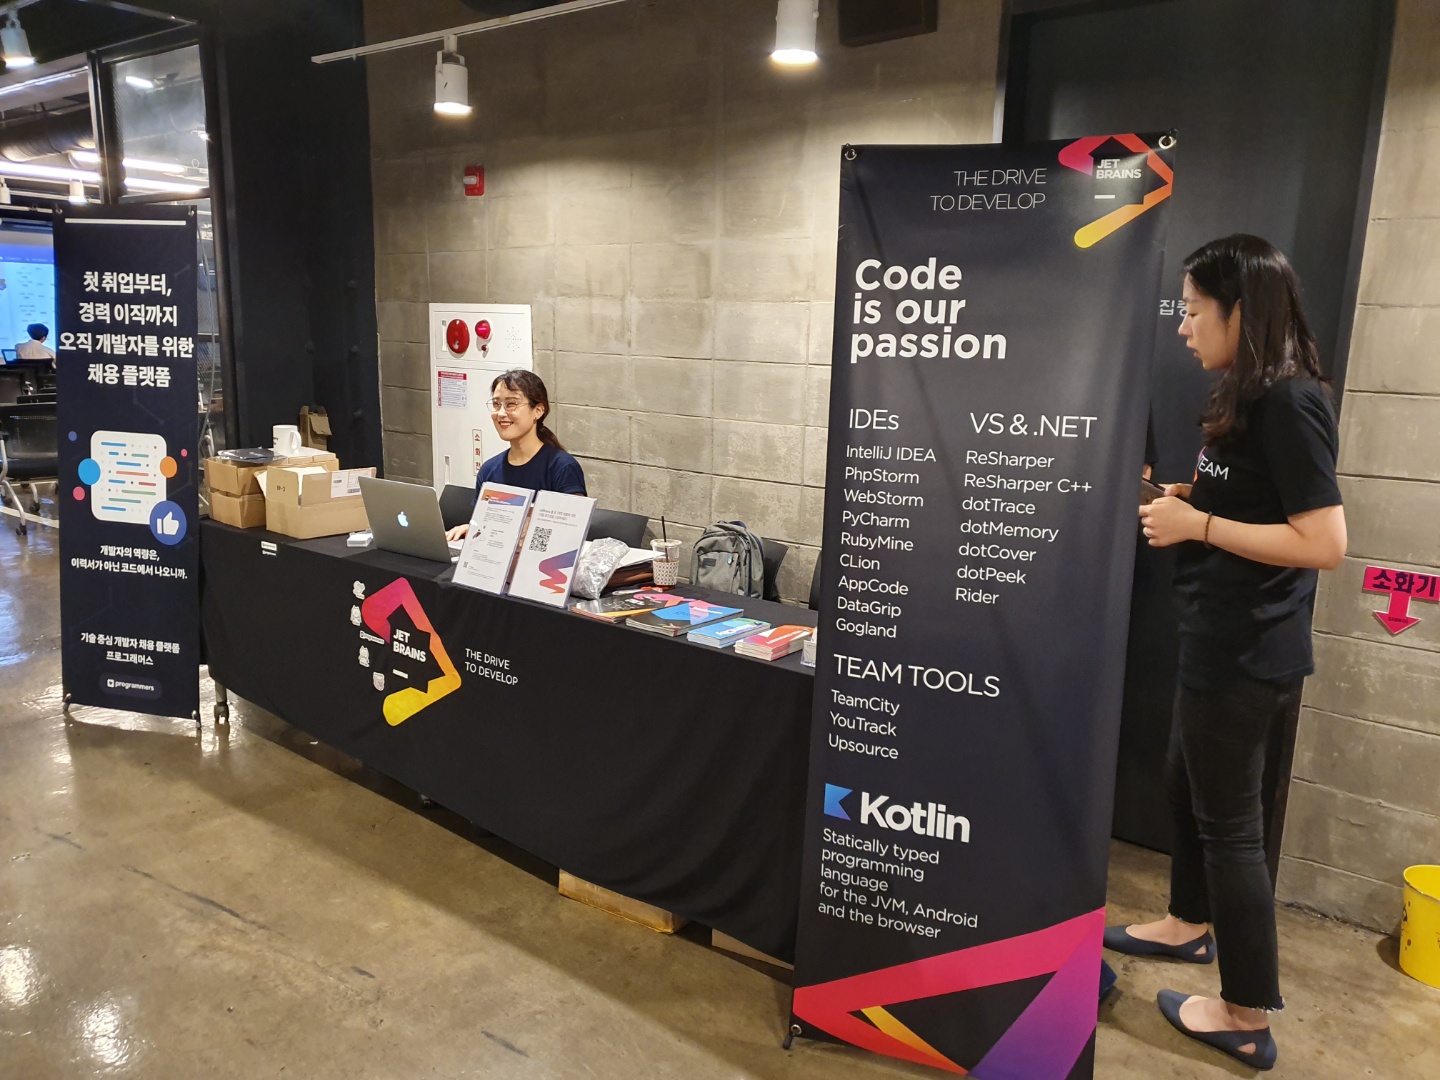 첫 취업부터,
경력 이직까지
오직 개발자를 위한
채용 플랫폼
개발자의 역량은,
이력서가 아닌 코드에서 나오니까.
기술 중심 개발자 채용 플랫폼
프로그래머스
programmers
JET
BRAINS
THE DRIVE
TO DEVELOP
THE DRIVE
TO DEVELOP
JET
BRAINS
Code
is our
passion
IDEs
IntelliJ IDEA
PhpStorm
WebStorm
PyCharm
RubyMine
CLion
AppCode
DataGrip
Gogland
VS & .NET
ReSharper
ReSharper C++
dotTrace
dotMemory
dotCover
dotPeek
Rider
TEAM TOOLS
TeamCity
YouTrack
Upsource
Kotlin
Statically typed
programming
language
for the JVM, Android
and the browser
TEAM
소화기